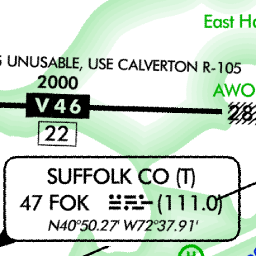 East Ha
UNUSABLE, USE CALVERTON R-105
2000
AWO
V 46
22
SUFFOLK CO (T)
47 FOK (111.0)
N40°50.27' W72°37.91'
H